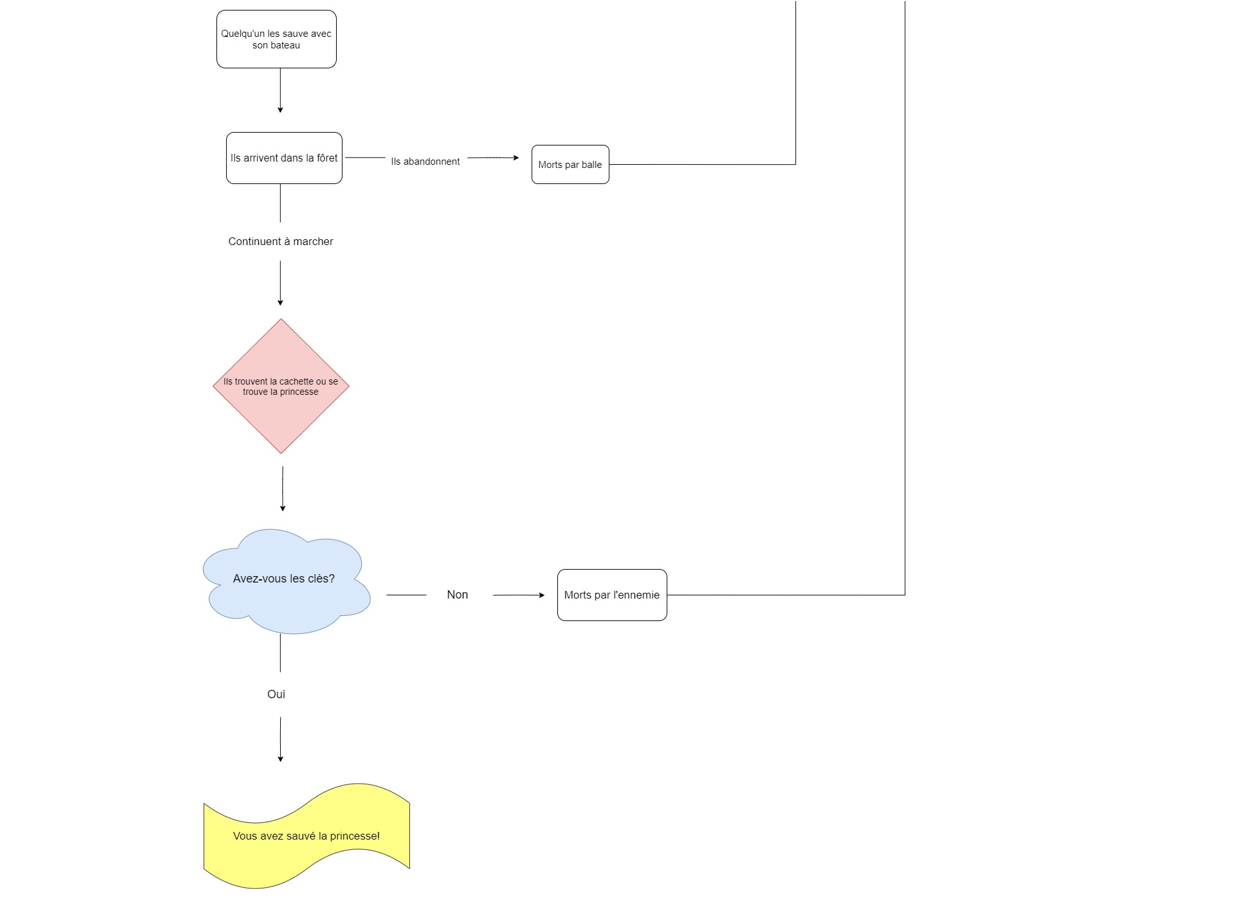 Quelqu'un les sauve avec
son bateau
Ils arrivent dans la fôret
Ils abandonnent
Morts par balle
Continuent à marcher
Ils trouvent la cachette ou se
trouve la princesse
Avez-vous les clès?
Non
Morts par l'ennemie
Oui
Vous avez sauvé la princesse!